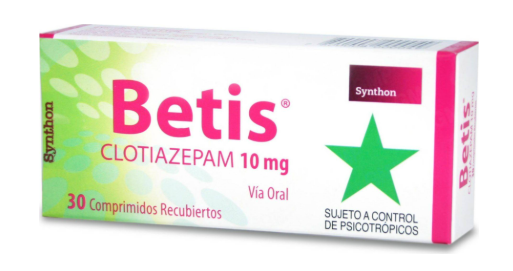 Synthon
Betis®
CLOTIAZEPAM 10 mg
Vía Oral
30 Comprimidos Recubiertos
Synthon
SUJETO A CONTROL
DE PSICOTRÓPICOS
Betis®